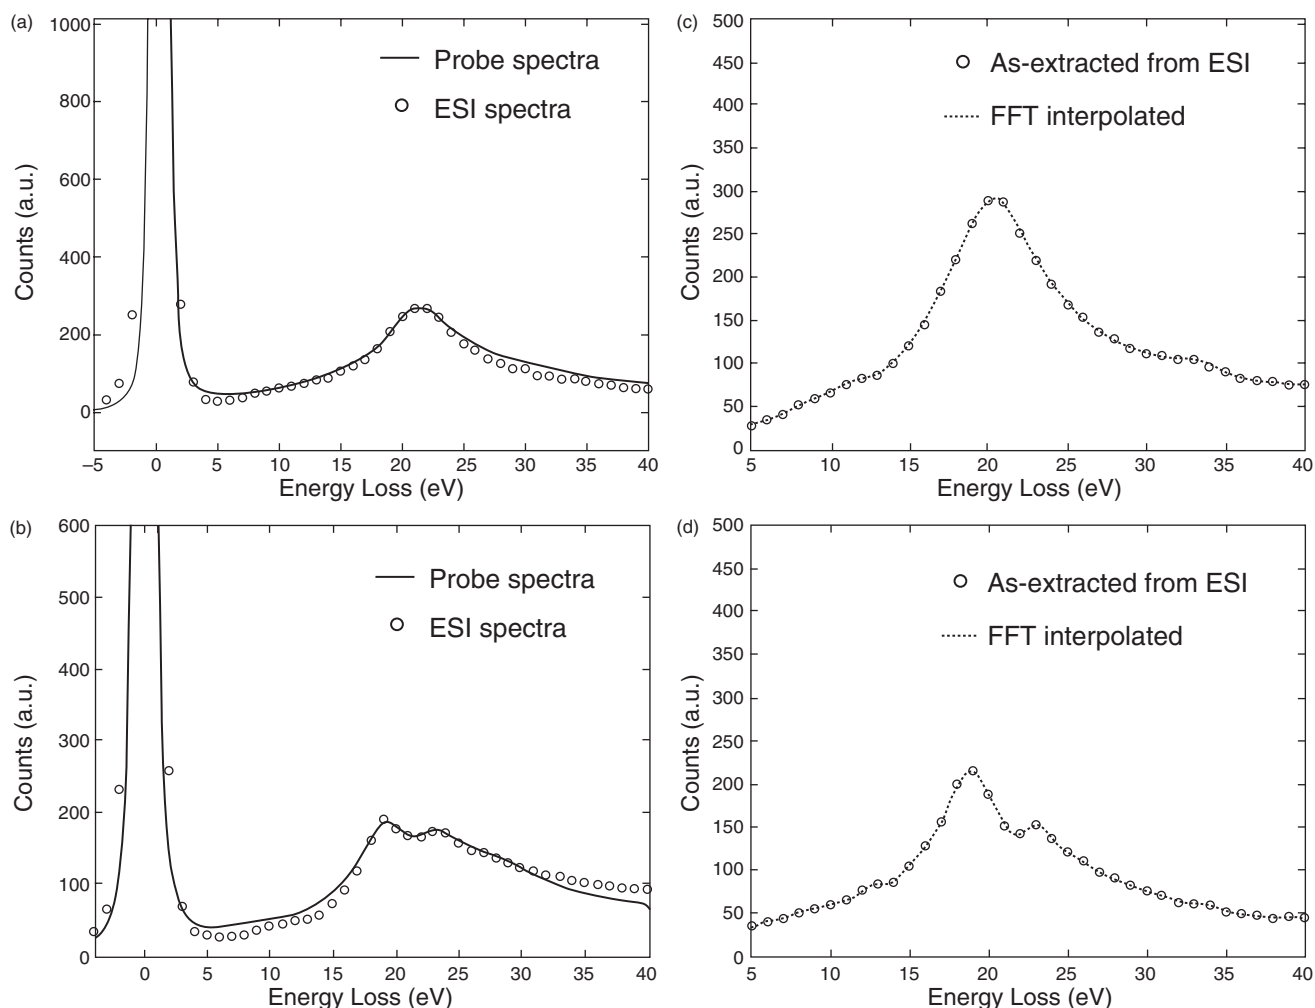 (a)
1000
800
600
400
200
0
Counts (a.u.)
Probe spectra
ESI spectra
–5 0 5 10 15 20 25 30 35 40
Energy Loss (eV)
(c)
500
450
400
350
300
250
200
150
100
50
0
Counts (a.u.)
As-extracted from ESI
FFT interpolated
5 10 15 20 25 30 35 40
Energy Loss (eV)
(b)
600
500
400
300
200
100
0
Counts (a.u.)
Probe spectra
ESI spectra
0 5 10 15 20 25 30 35 40
Energy Loss (eV)
(d)
500
450
400
350
300
250
200
150
100
50
0
Counts (a.u.)
As-extracted from ESI
FFT interpolated
5 10 15 20 25 30 35 40
Energy Loss (eV)